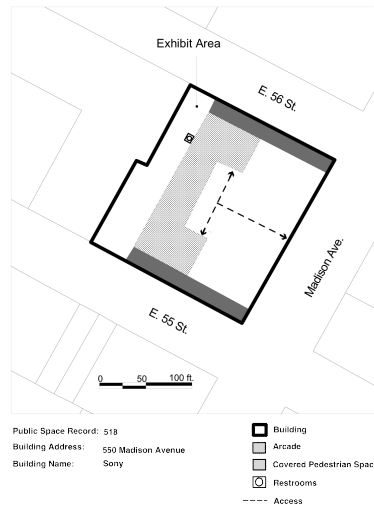 Exhibit Area
E. 56 St.
Madison Ave.
E. 55 St.
0 50 100 ft.
Public Space Record: 518
Building Address: 550 Madison Avenue
Building Name: Sony
Building
Arcade
Covered Pedestrian Spac
Restrooms
Access